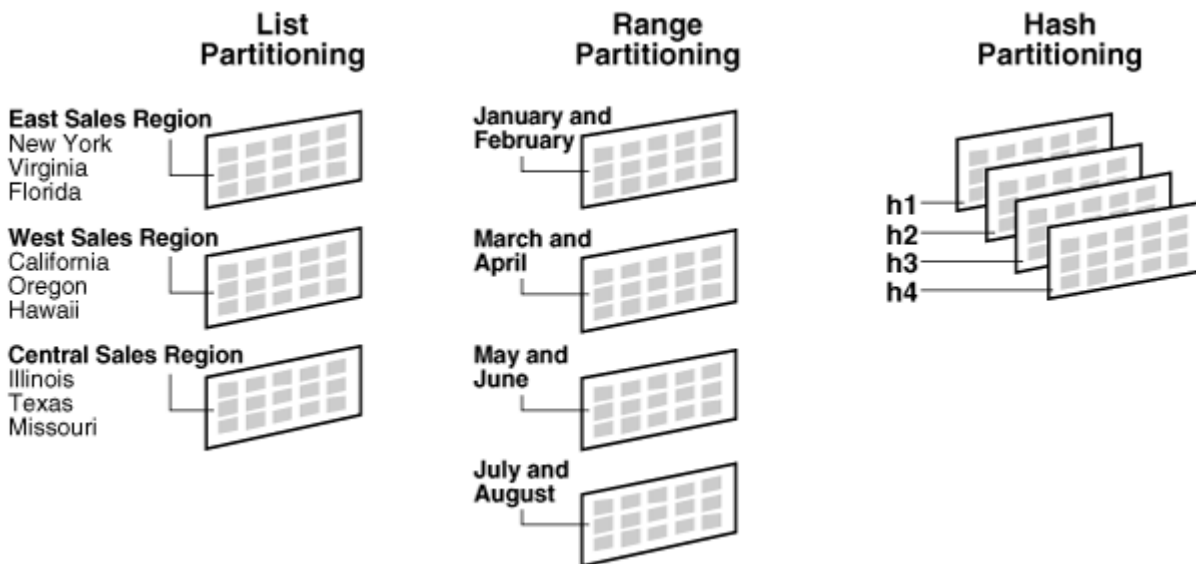 List
Partitioning
East Sales Region
New York
Virginia
Florida
West Sales Region
California
Oregon
Hawaii
Central Sales Region
Illinois
Texas
Missouri
Range
Partitioning
January and
February
March and
April
May and
June
July and
August
Hash
Partitioning
h1
h2
h3
h4